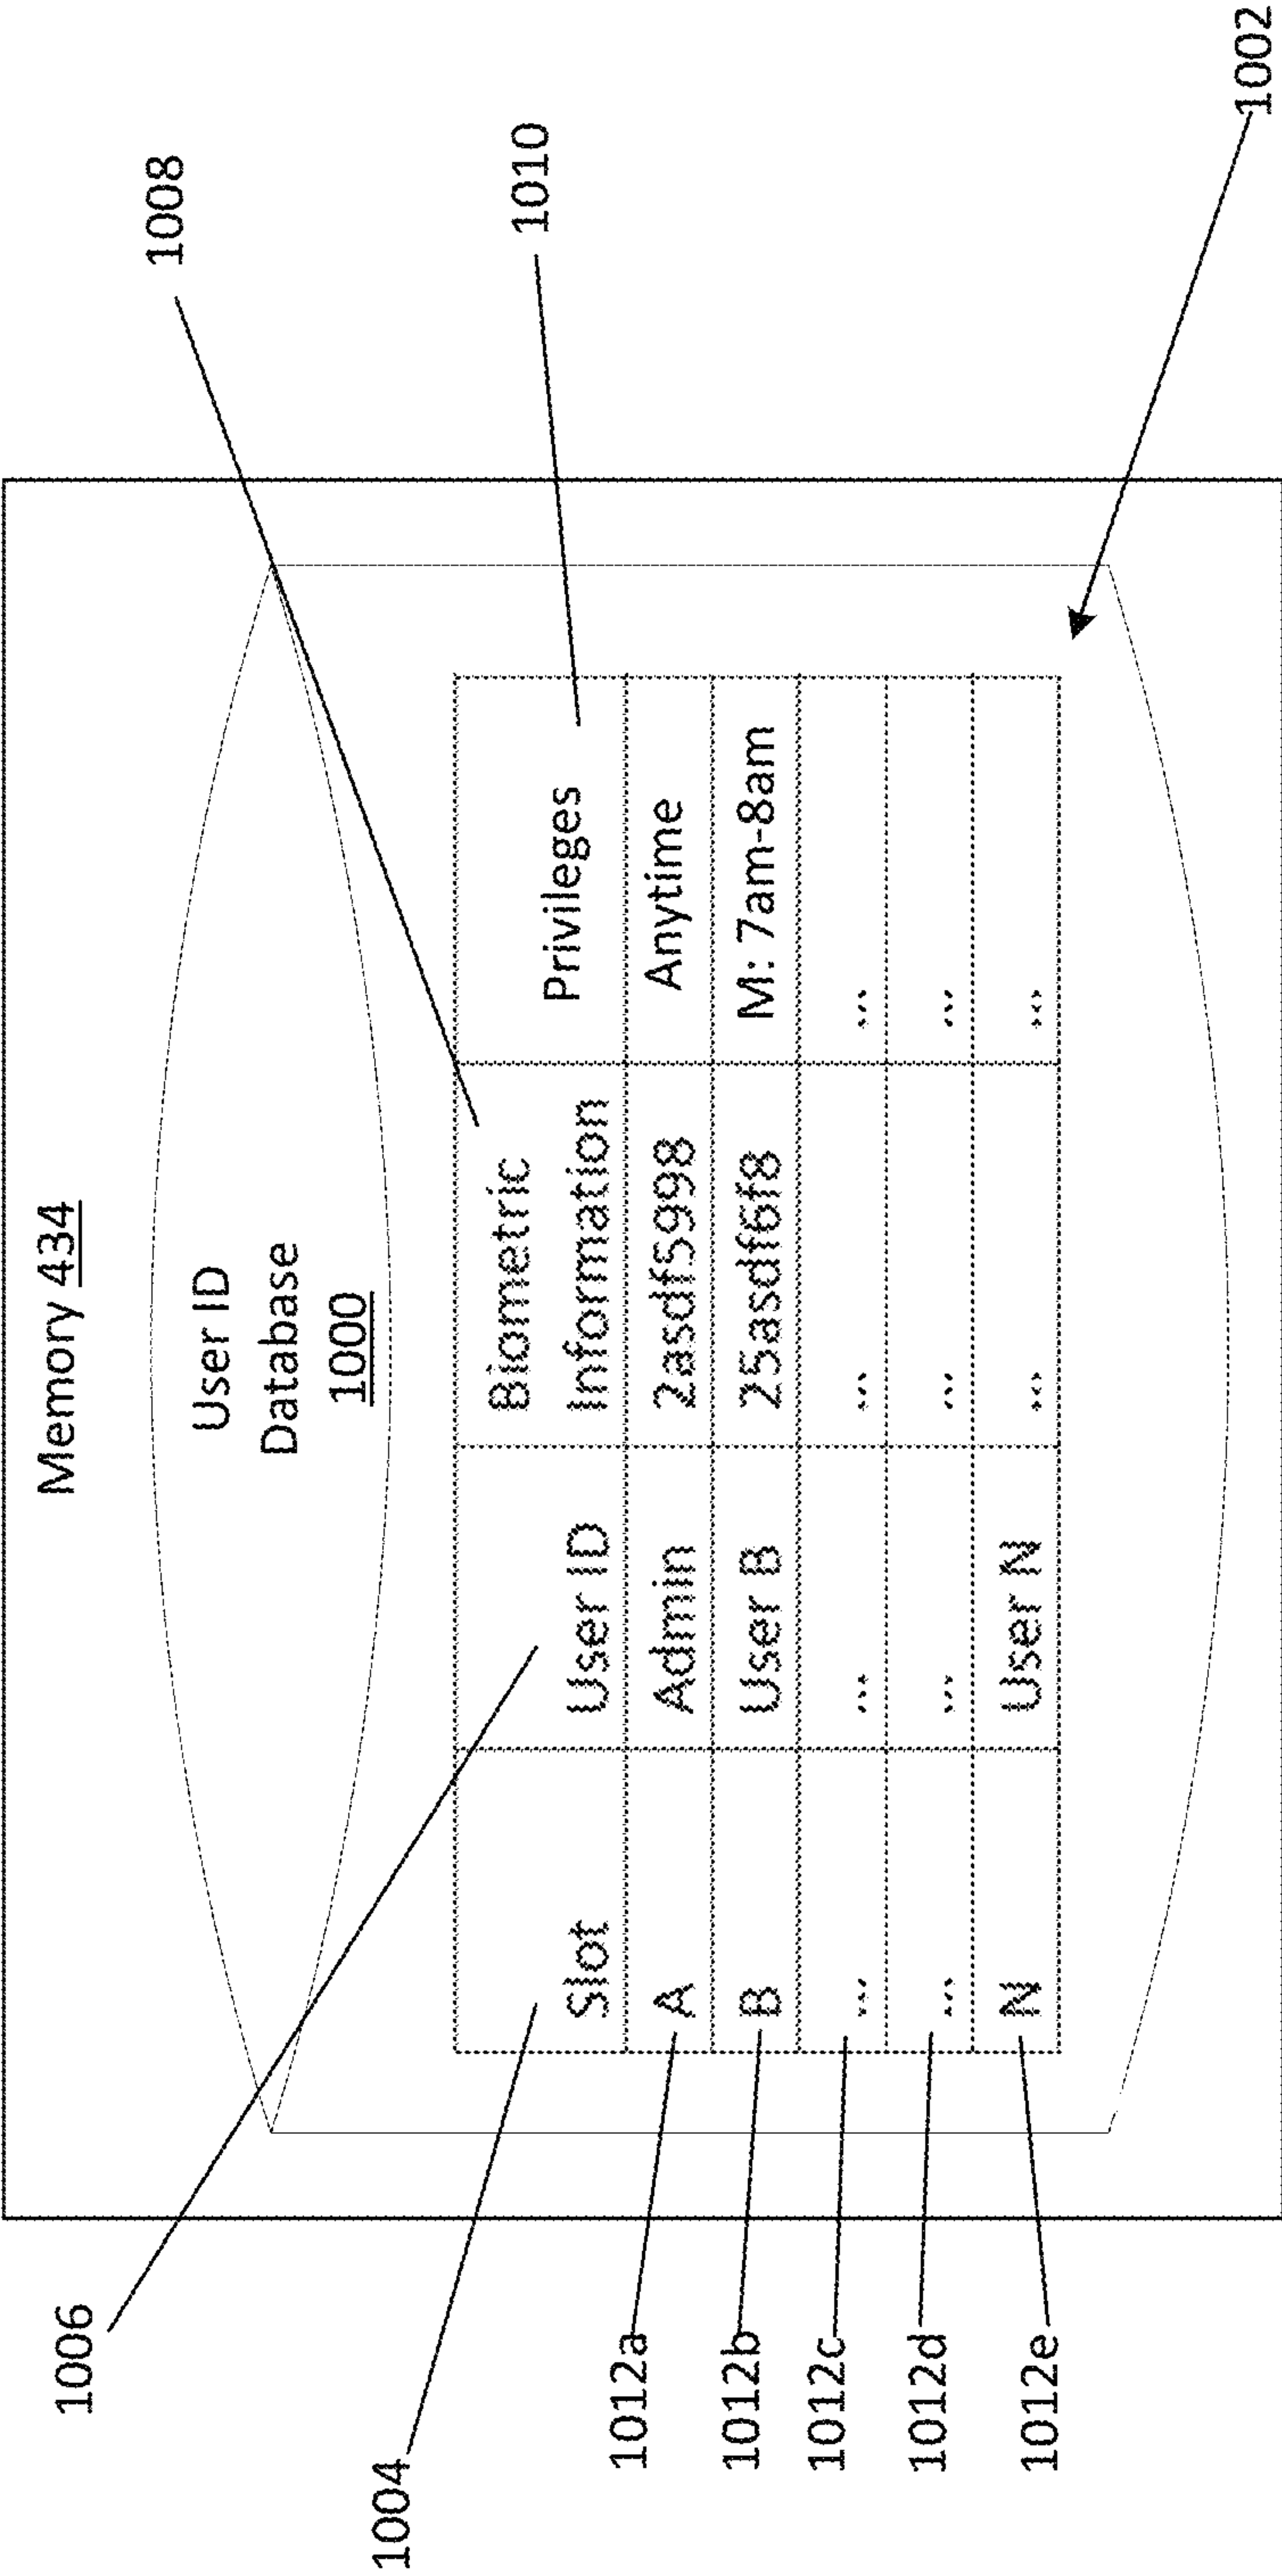 Memory 434
User ID
Database
1000
1008
1010
1002
1006
1004
Slot
User ID
Biometric
Information
Privileges
1012a
A
Admin
2asdf5998
Anytime
1012b
B
User B
25asdf6f8
M: 7am-8am
1012c
...
...
...
...
1012d
...
...
...
...
1012e
N
User N
...
...